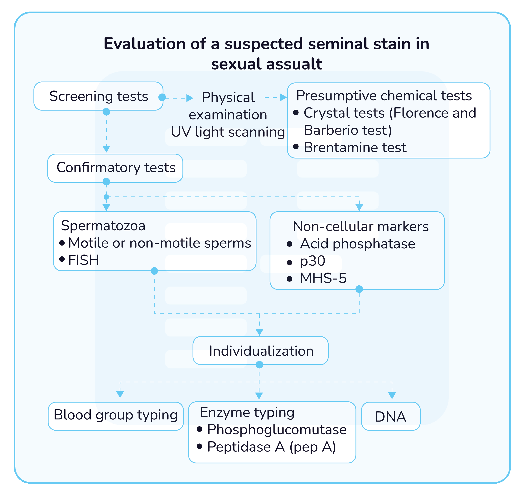 Evaluation of a suspected seminal stain in
sexual assualt
Screening tests
Physical
examination
UV light scanning
Presumptive chemical tests
• Crystal tests (Florence and
Barberio test)
• Brentamine test
Confirmatory tests
Spermatozoa
• Motile or non-motile sperms
• FISH
Non-cellular markers
• Acid phosphatase
• p30
• MHS-5
Individualization
Blood group typing
Enzyme typing
• Phosphoglucomutase
• Peptidase A (pep A)
DNA